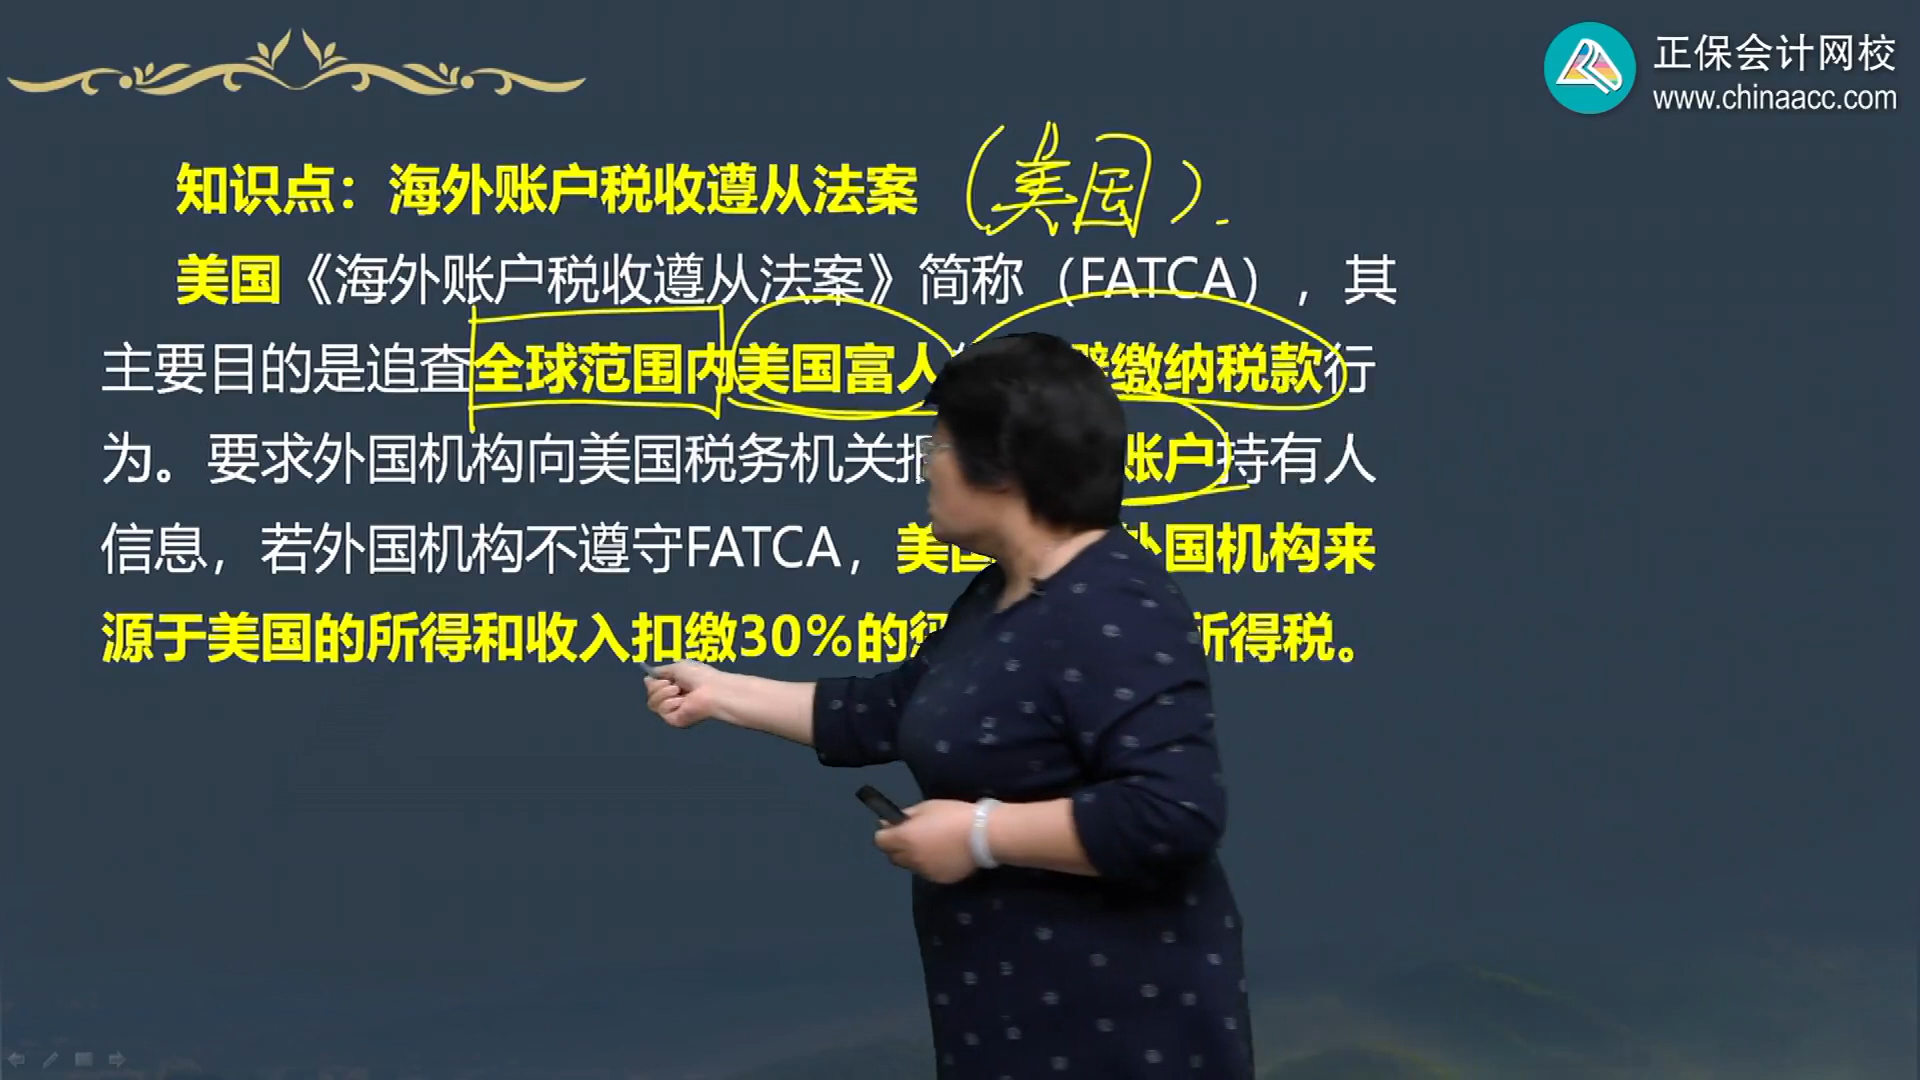 正保会计网校
www.chinaacc.com
知识点：海外账户税收遵从法案 （美国）.
美国《海外账户税收遵从法案》简称（FATCA），其
主要目的是追查全球范围内美国富人 缴纳税款行
为。要求外国机构向美国税务机关 账户持有人
信息，若外国机构不遵守FATCA，美国 外国机构来
源于美国的所得和收入扣缴30%的 所得税。